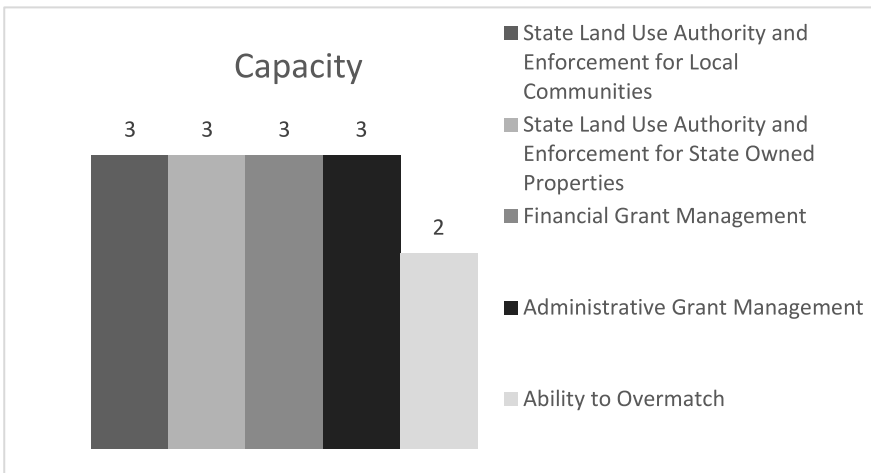 Capacity
3 3 3 3
2
State Land Use Authority and
Enforcement for Local
Communities
State Land Use Authority and
Enforcement for State Owned
Properties
Financial Grant Management
Administrative Grant Management
Ability to Overmatch